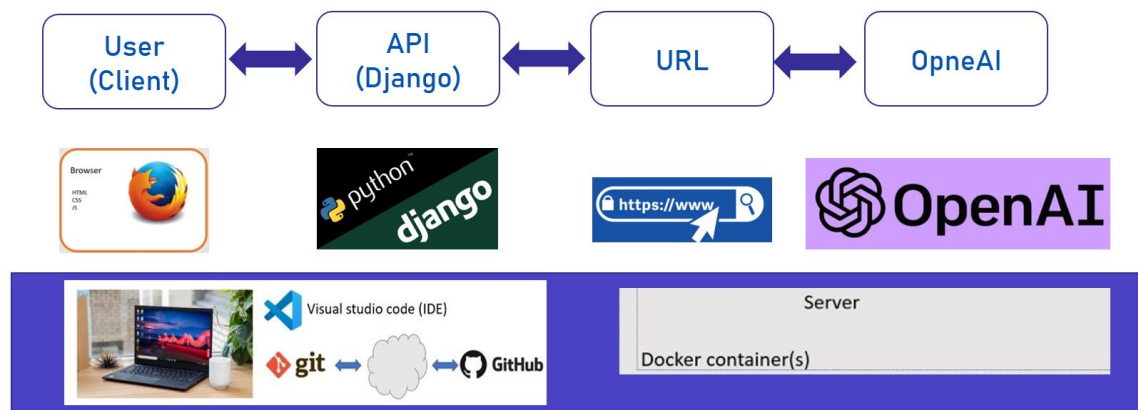 User
(Client)
API
(Django)
URL
OpneAI
Browser
HTML
CSS
JS
python™
django
https://www
OpenAI
Visual studio code (IDE)
git
GitHub
Server
Docker container(s)